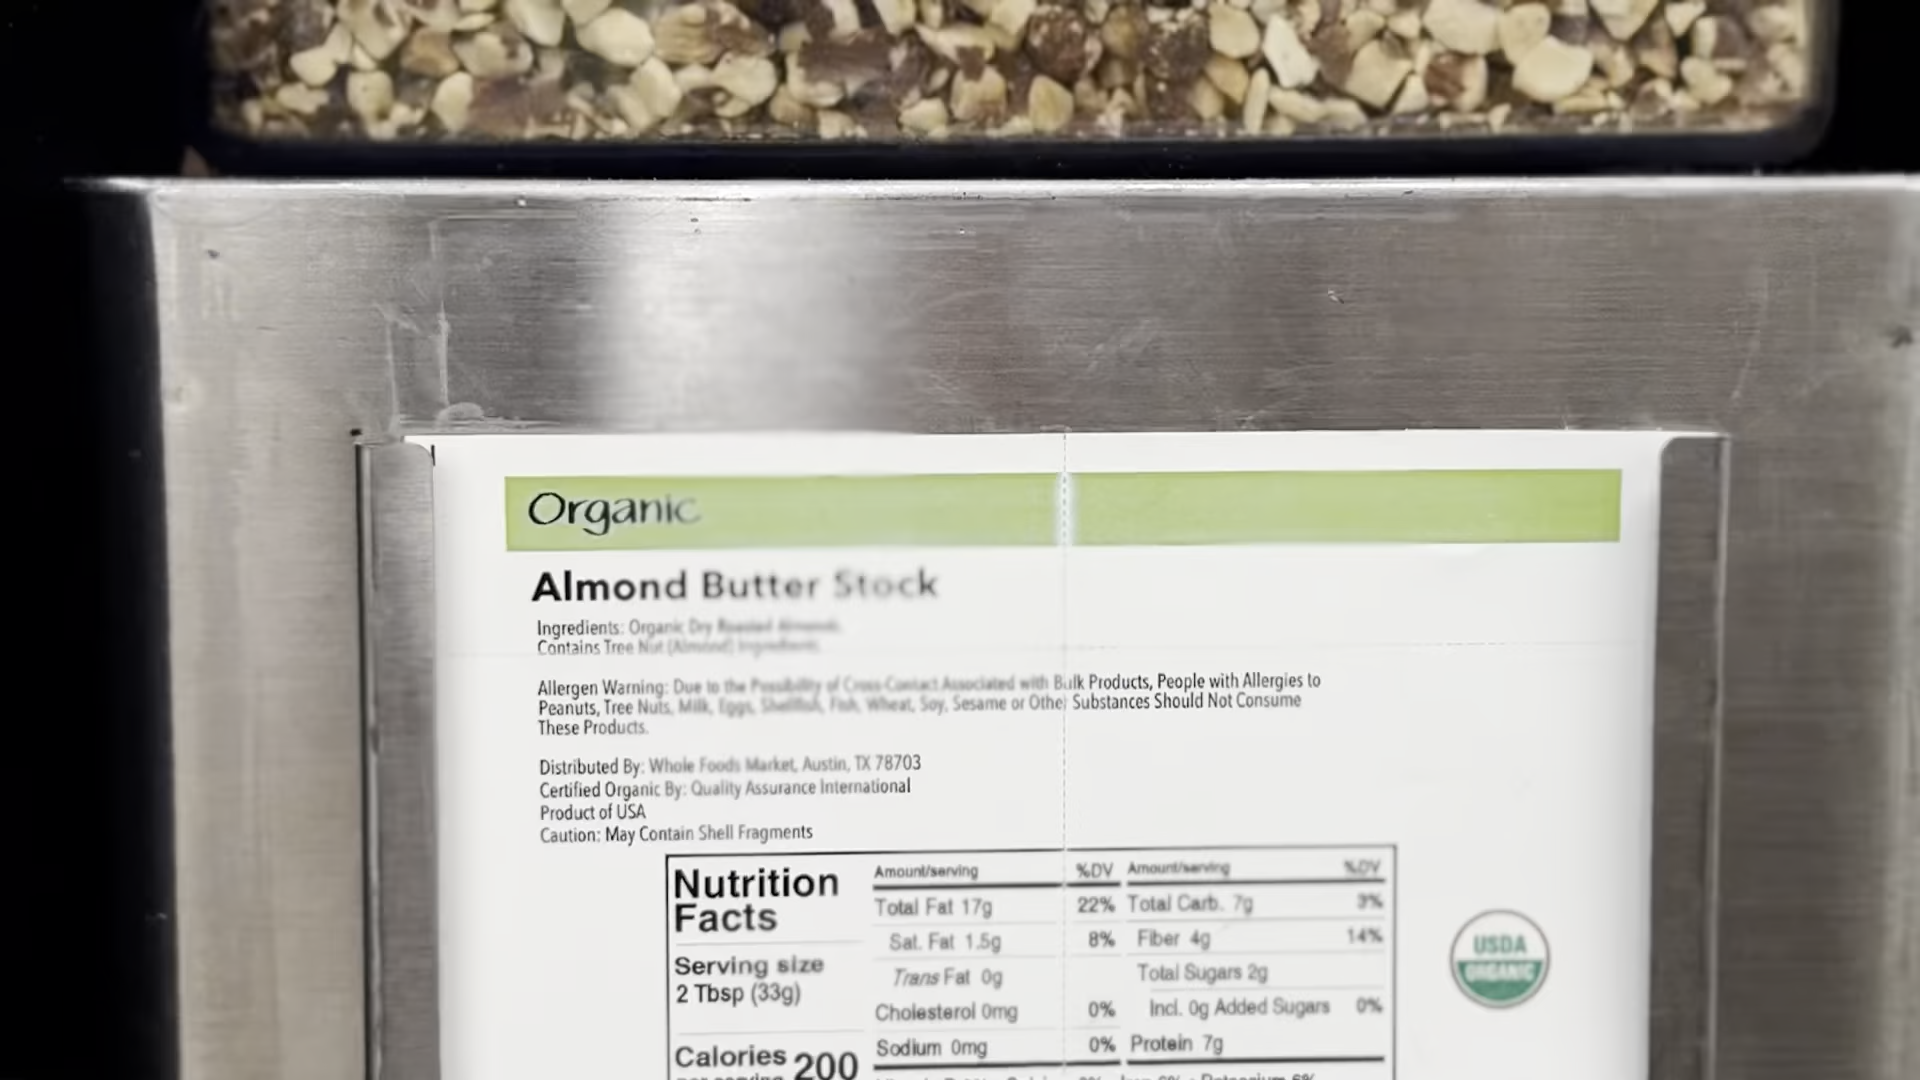 Organic
Almond Butter Stock
Ingredients: Organic Dry Roasted Almonds.
Contains Tree Nut (Almond) Ingredients.
Allergen Warning: Due to the Possibility of Cross-Contact Associated with Bulk Products, People with Allergies to
Peanuts, Tree Nuts, Milk, Eggs, Shellfish, Fish, Wheat, Soy, Sesame or Other Substances Should Not Consume
These Products.
Distributed By: Whole Foods Market, Austin, TX 78703
Certified Organic By: Quality Assurance International
Product of USA
Caution: May Contain Shell Fragments
Nutrition
Facts
Serving size
2 Tbsp (33g)
Calories 200
Amount/serving %DV
Total Fat 17g 22%
Sat. Fat 1.5g 8%
Trans Fat 0g
Cholesterol 0mg 0%
Sodium 0mg 0%
Amount/serving %DV
Total Carb. 7g 3%
Fiber 4g 14%
Total Sugars 2g
Incl. 0g Added Sugars 0%
Protein 7g
USDA
ORGANIC